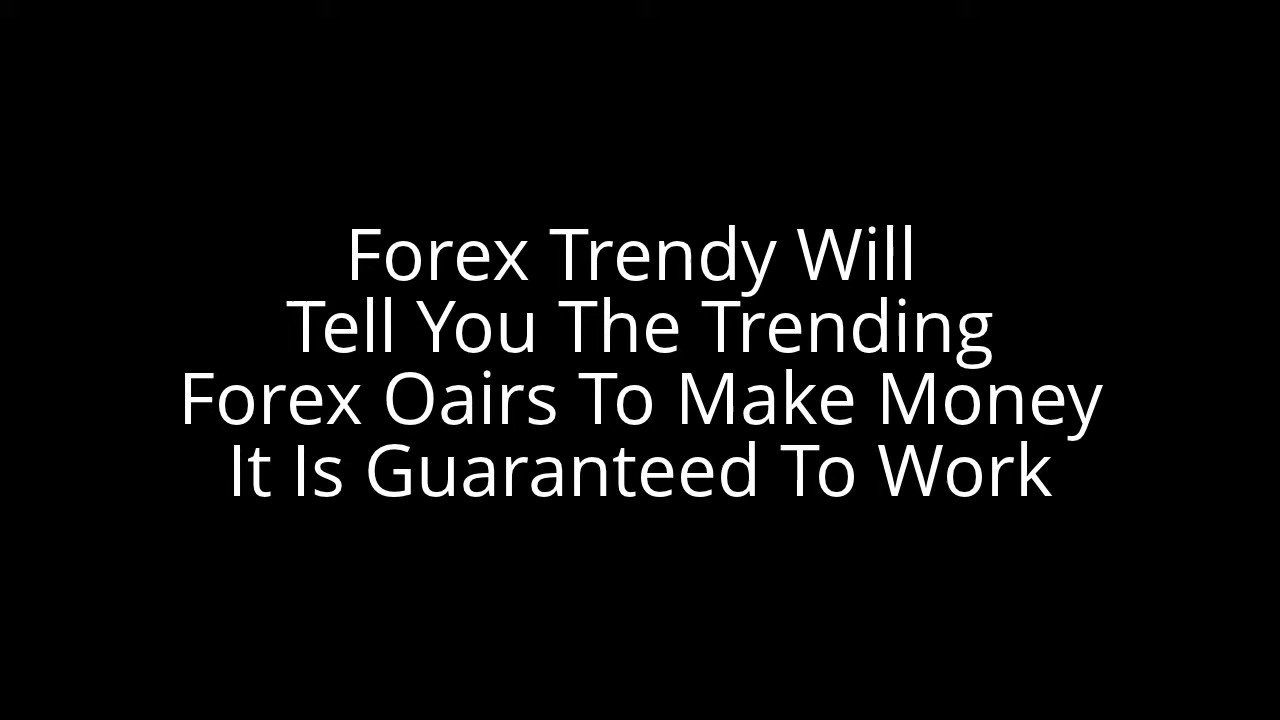 Forex Trendy Will
Tell You The Trending
Forex Oairs To Make Money
It Is Guaranteed To Work